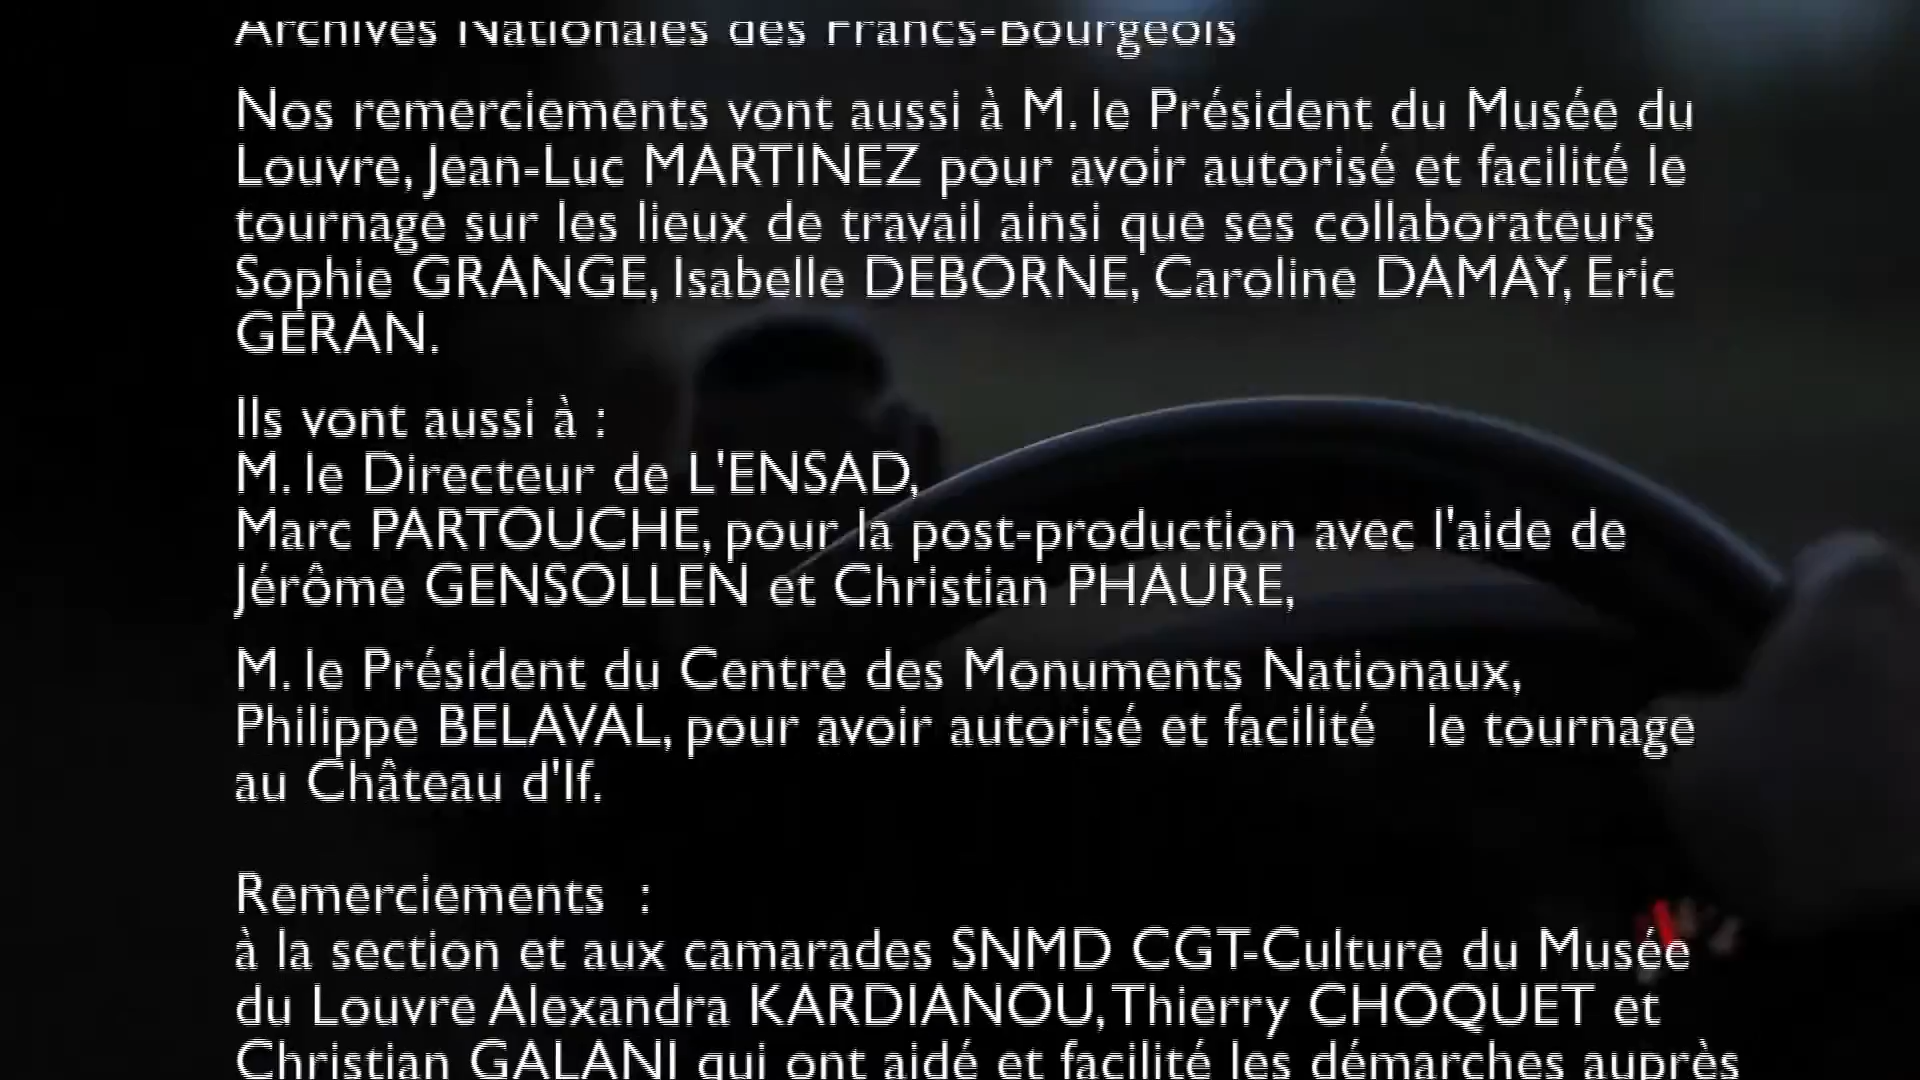 Archives Nationales des Francs-Bourgeois
Nos remerciements vont aussi à M. le Président du Musée du
Louvre, Jean-Luc MARTINEZ pour avoir autorisé et facilité le
tournage sur les lieux de travail ainsi que ses collaborateurs
Sophie GRANGE, Isabelle DEBORNE, Caroline DAMAY, Eric
GERAN.
Ils vont aussi à :
M. le Directeur de L'ENSAD,
Marc PARTOUCHE, pour la post-production avec l'aide de
Jérôme GENSOLLEN et Christian PHAURE,
M. le Président du Centre des Monuments Nationaux,
Philippe BELAVAL, pour avoir autorisé et facilité le tournage
au Château d'If.
Remerciements :
à la section et aux camarades SNMD CGT-Culture du Musée
du Louvre Alexandra KARDIANOU, Thierry CHOQUET et
Christian GALANI qui ont aidé et facilité les démarches auprès